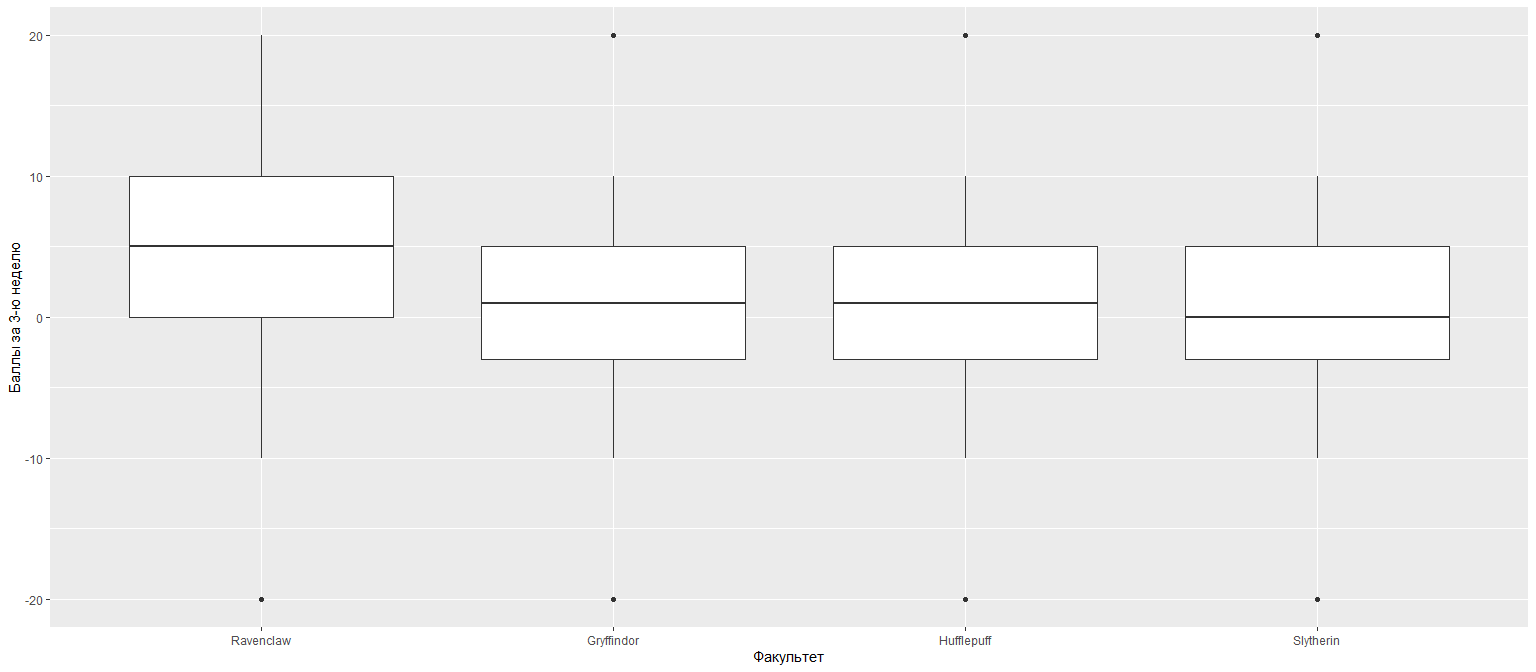 Баллы за 3-ю неделю
20
10
0
-10
-20
Ravenclaw
Gryffindor
Hufflepuff
Slytherin
Факультет